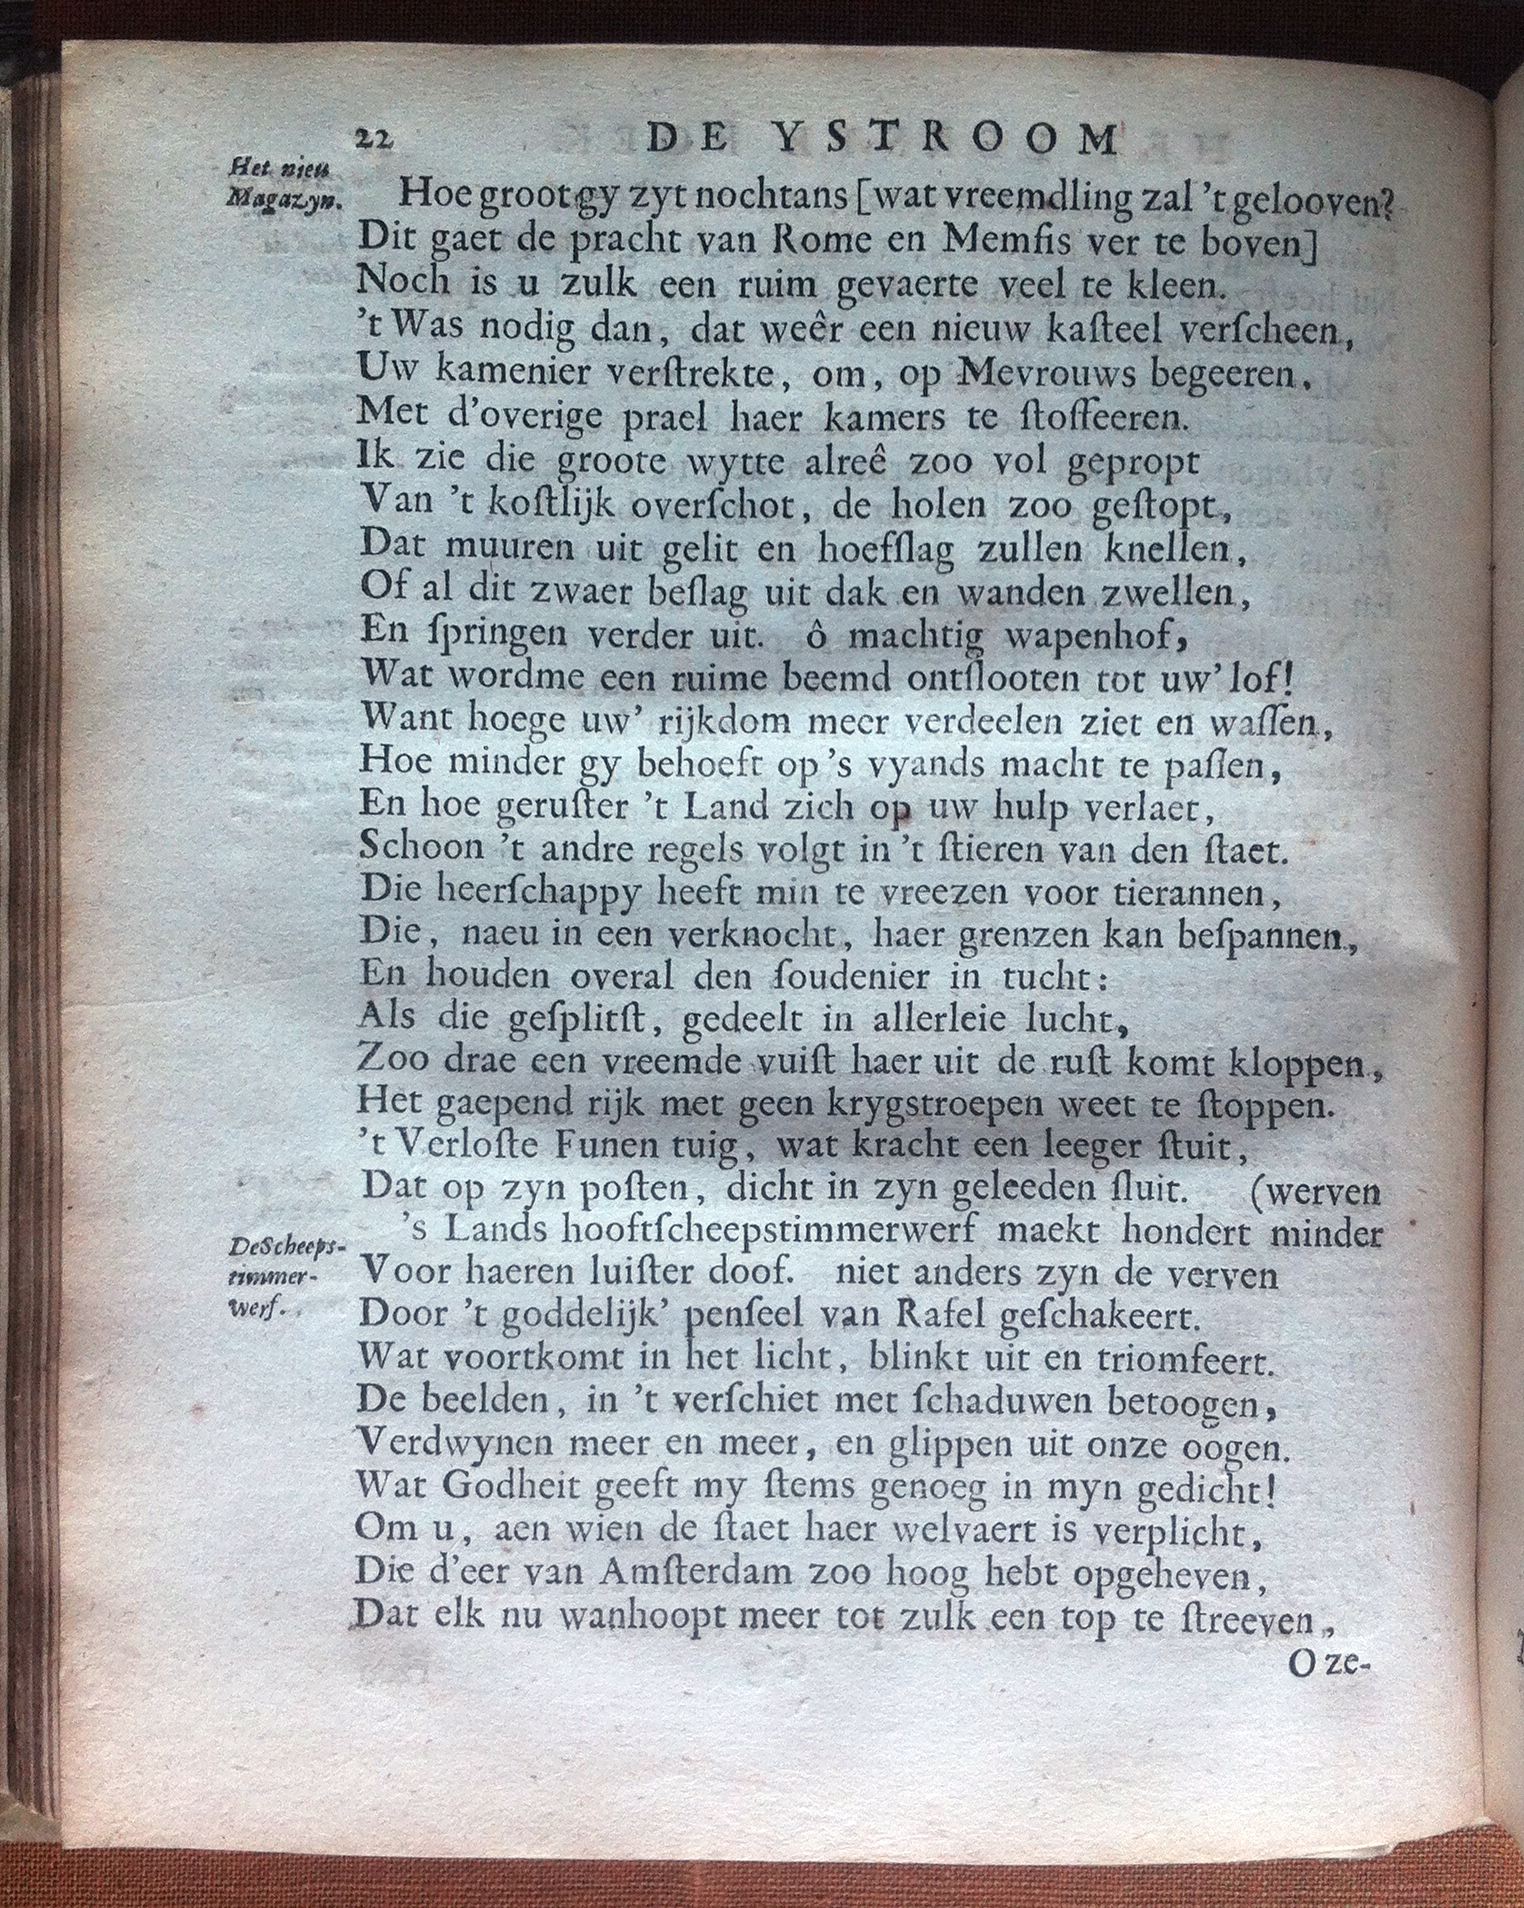 22 DE YSTROOM
Het nieu
Magazyn.
Hoe groot gy zyt nochtans [wat vreemdling zal 't gelooven?
Dit gaet de pracht van Rome en Memfis ver te boven]
Noch is u zulk een ruim gevaerte veel te kleen.
't Was nodig dan, dat weêr een nieuw kaſteel verſcheen,
Uw kamenier verſtrekte, om, op Mevrouws begeeren,
Met d'overige prael haer kamers te ſtoffeeren.
Ik zie die groote wytte alreê zoo vol gepropt
Van 't koſtlijk overſchot, de holen zoo geſtopt,
Dat muuren uit gelit en hoefſlag zullen knellen,
Of al dit zwaer beſlag uit dak en wanden zwellen,
En ſpringen verder uit. ô machtig wapenhof,
Wat wordme een ruime beemd ontſlooten tot uw' lof!
Want hoege uw' rijkdom meer verdeelen ziet en waſſen,
Hoe minder gy behoeft op 's vyands macht te paſſen,
En hoe geruſter 't Land zich op uw hulp verlaet,
Schoon 't andre regels volgt in 't ſtieren van den ſtaet.
Die heerſchappy heeft min te vreezen voor tierannen,
Die, naeu in een verknocht, haer grenzen kan beſpannen,
En houden overal den ſoudenier in tucht:
Als die geſplitſt, gedeelt in allerleie lucht,
Zoo drae een vreemde vuiſt haer uit de ruſt komt kloppen,
Het gaepend rijk met geen krygstroepen weet te ſtoppen.
't Verloſte Funen tuig, wat kracht een leeger ſtuit,
Dat op zyn poſten, dicht in zyn geleeden ſluit. (werven
's Lands hooftſcheepstimmerwerf maekt hondert minder
De Scheeps-
timmer-
werf.
Voor haeren luiſter doof. niet anders zyn de verven
Door 't goddelijk' penſeel van Rafel geſchakeert.
Wat voortkomt in het licht, blinkt uit en triomfeert.
De beelden, in 't verſchiet met ſchaduwen betoogen,
Verdwynen meer en meer, en glippen uit onze oogen.
Wat Godheit geeft my ſtems genoeg in myn gedicht!
Om u, aen wien de ſtaet haer welvaert is verplicht,
Die d'eer van Amſterdam zoo hoog hebt opgeheven,
Dat elk nu wanhoopt meer tot zulk een top te ſtreeven,
O ze-